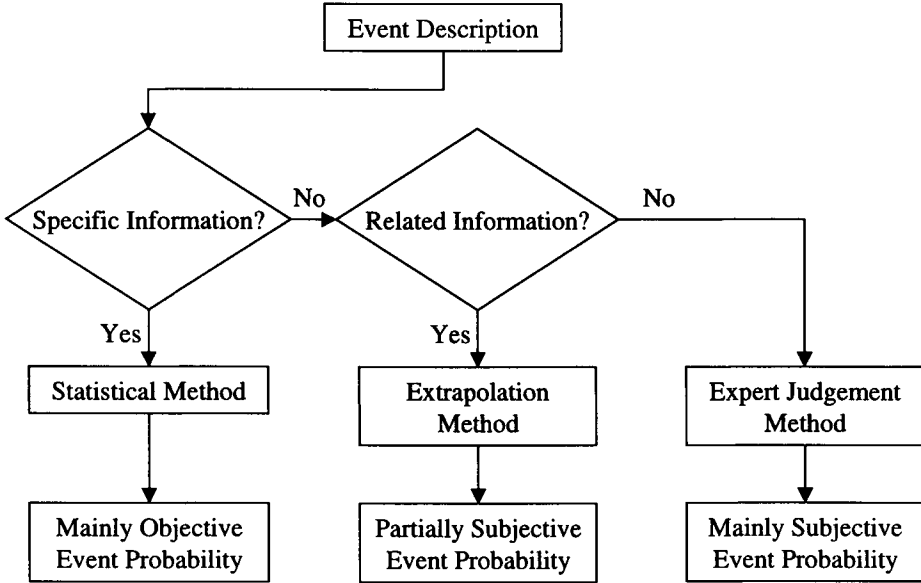 Event Description
Specific Information?
No
Related Information?
No
Yes
Yes
Statistical Method
Extrapolation
Method
Expert Judgement
Method
Mainly Objective
Event Probability
Partially Subjective
Event Probability
Mainly Subjective
Event Probability